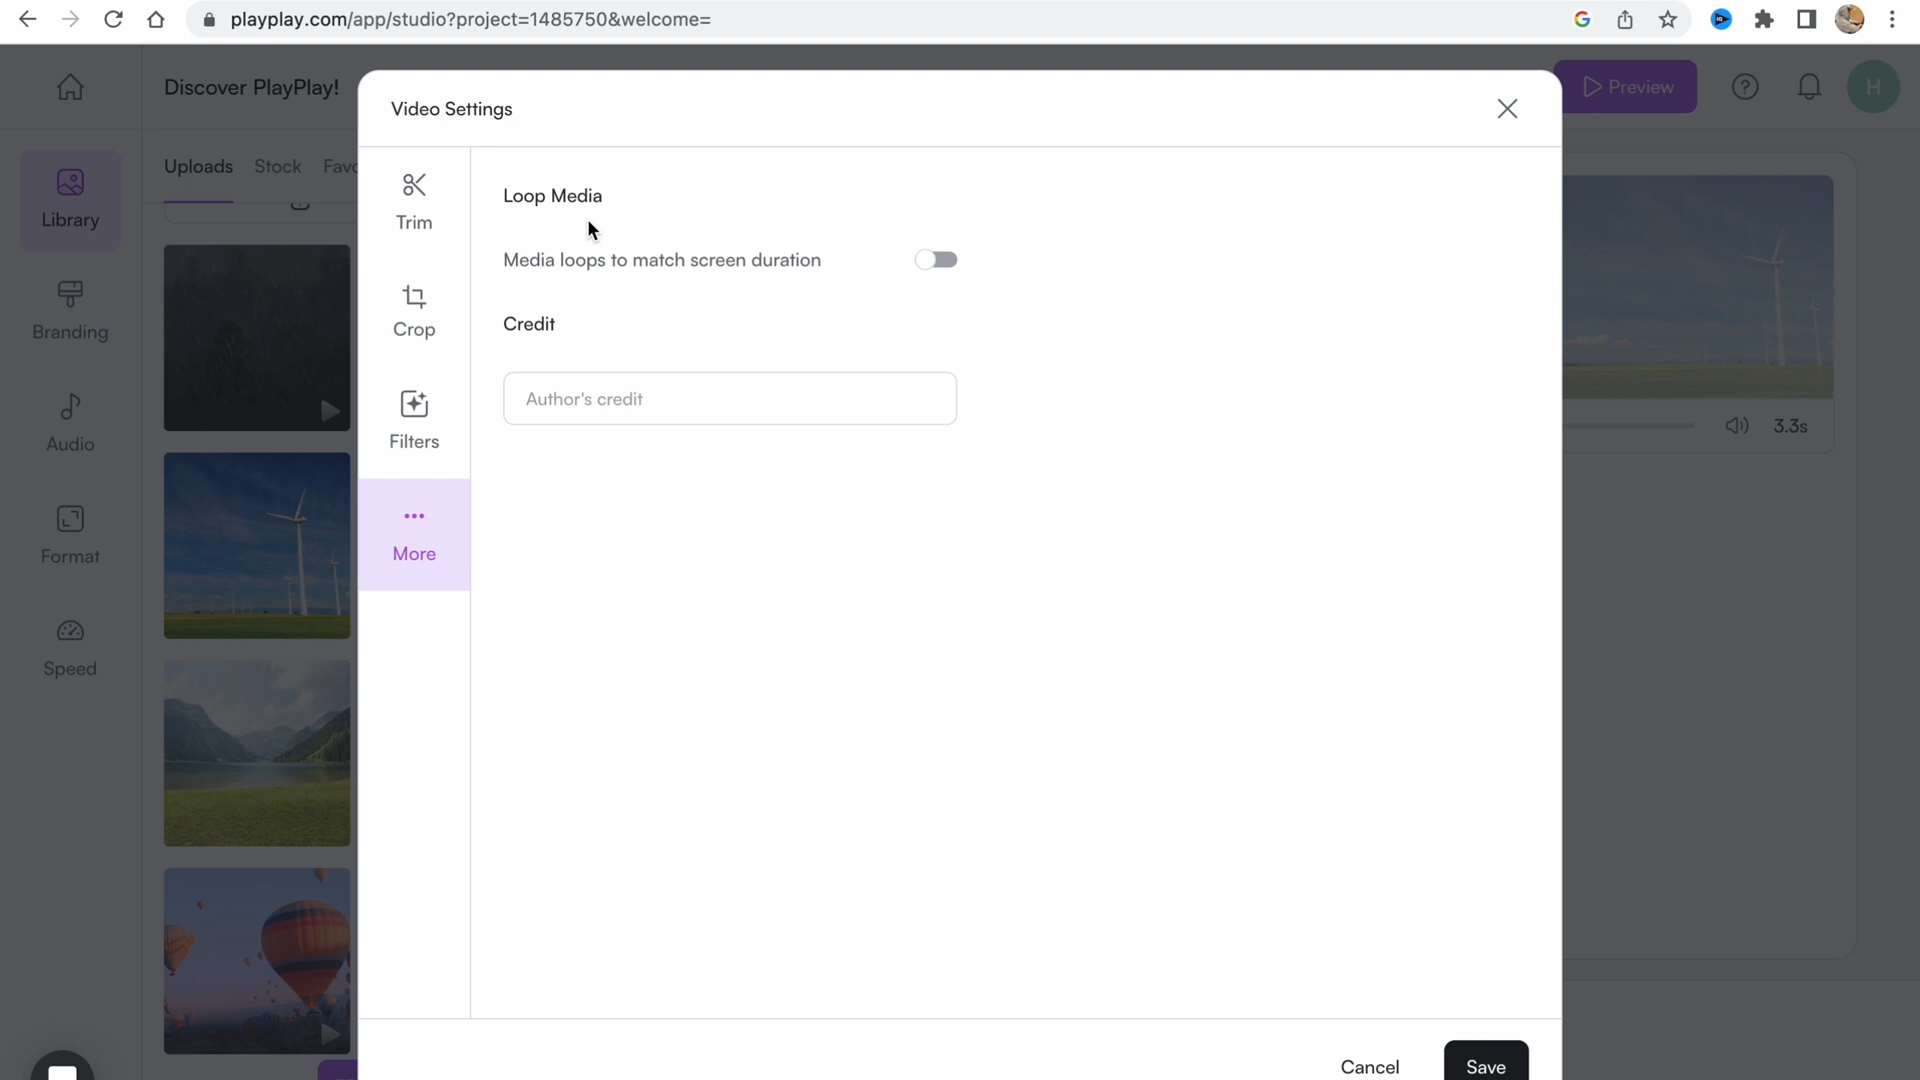 playplay.com/app/studio?project=1485750&welcome=
Discover PlayPlay!
Preview
H
Video Settings
Uploads Stock Favo
Library
Branding
Audio
Format
Speed
Trim
Crop
Filters
More
Loop Media
Media loops to match screen duration
Credit
Author's credit
3.3s
Cancel
Save